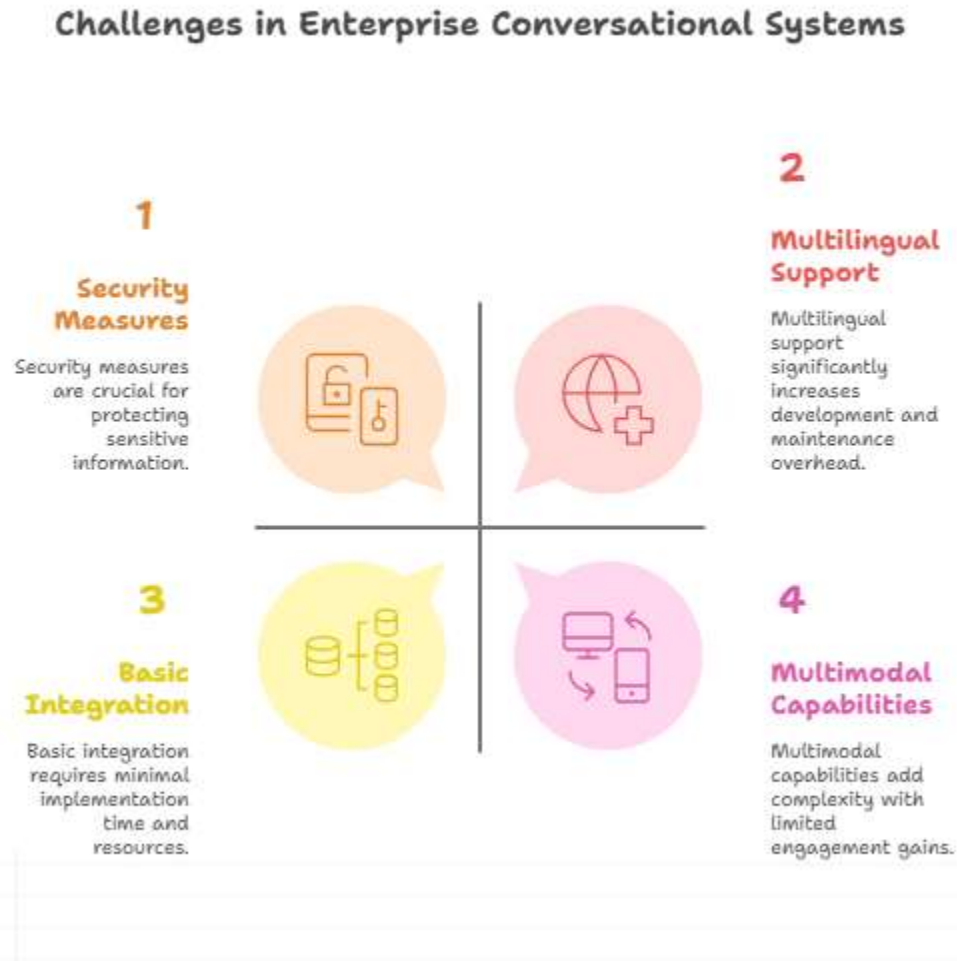 Challenges in Enterprise Conversational Systems
1
Security
Measures
Security measures
are crucial for
protecting
sensitive
information.
2
Multilingual
Support
Multilingual
support
significantly
increases
development and
maintenance
overhead.
3
Basic
Integration
Basic integration
requires minimal
implementation
time and
resources.
4
Multimodal
Capabilities
Multimodal
capabilities add
complexity with
limited
engagement gains.